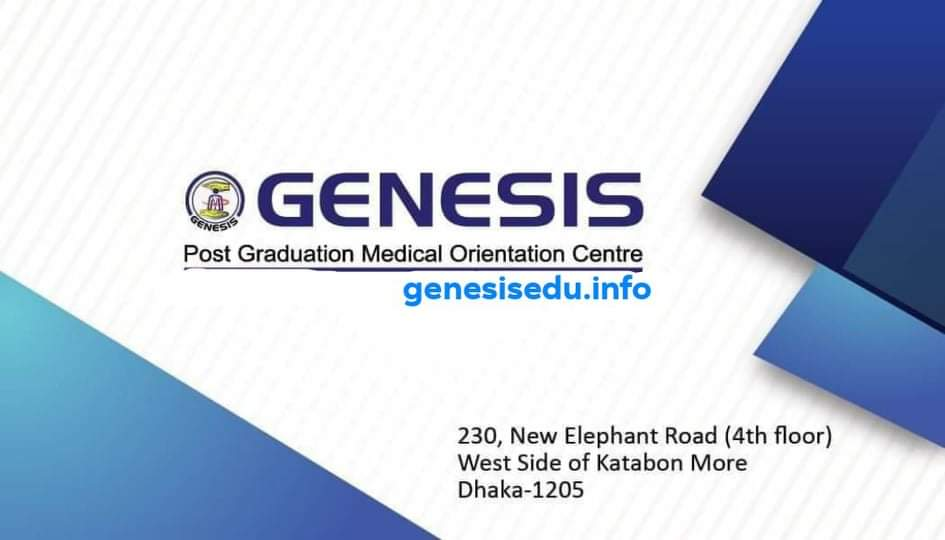 GENESIS
GENESIS
Post Graduation Medical Orientation Centre
genesisedu.info
230, New Elephant Road (4th floor)
West Side of Katabon More
Dhaka-1205